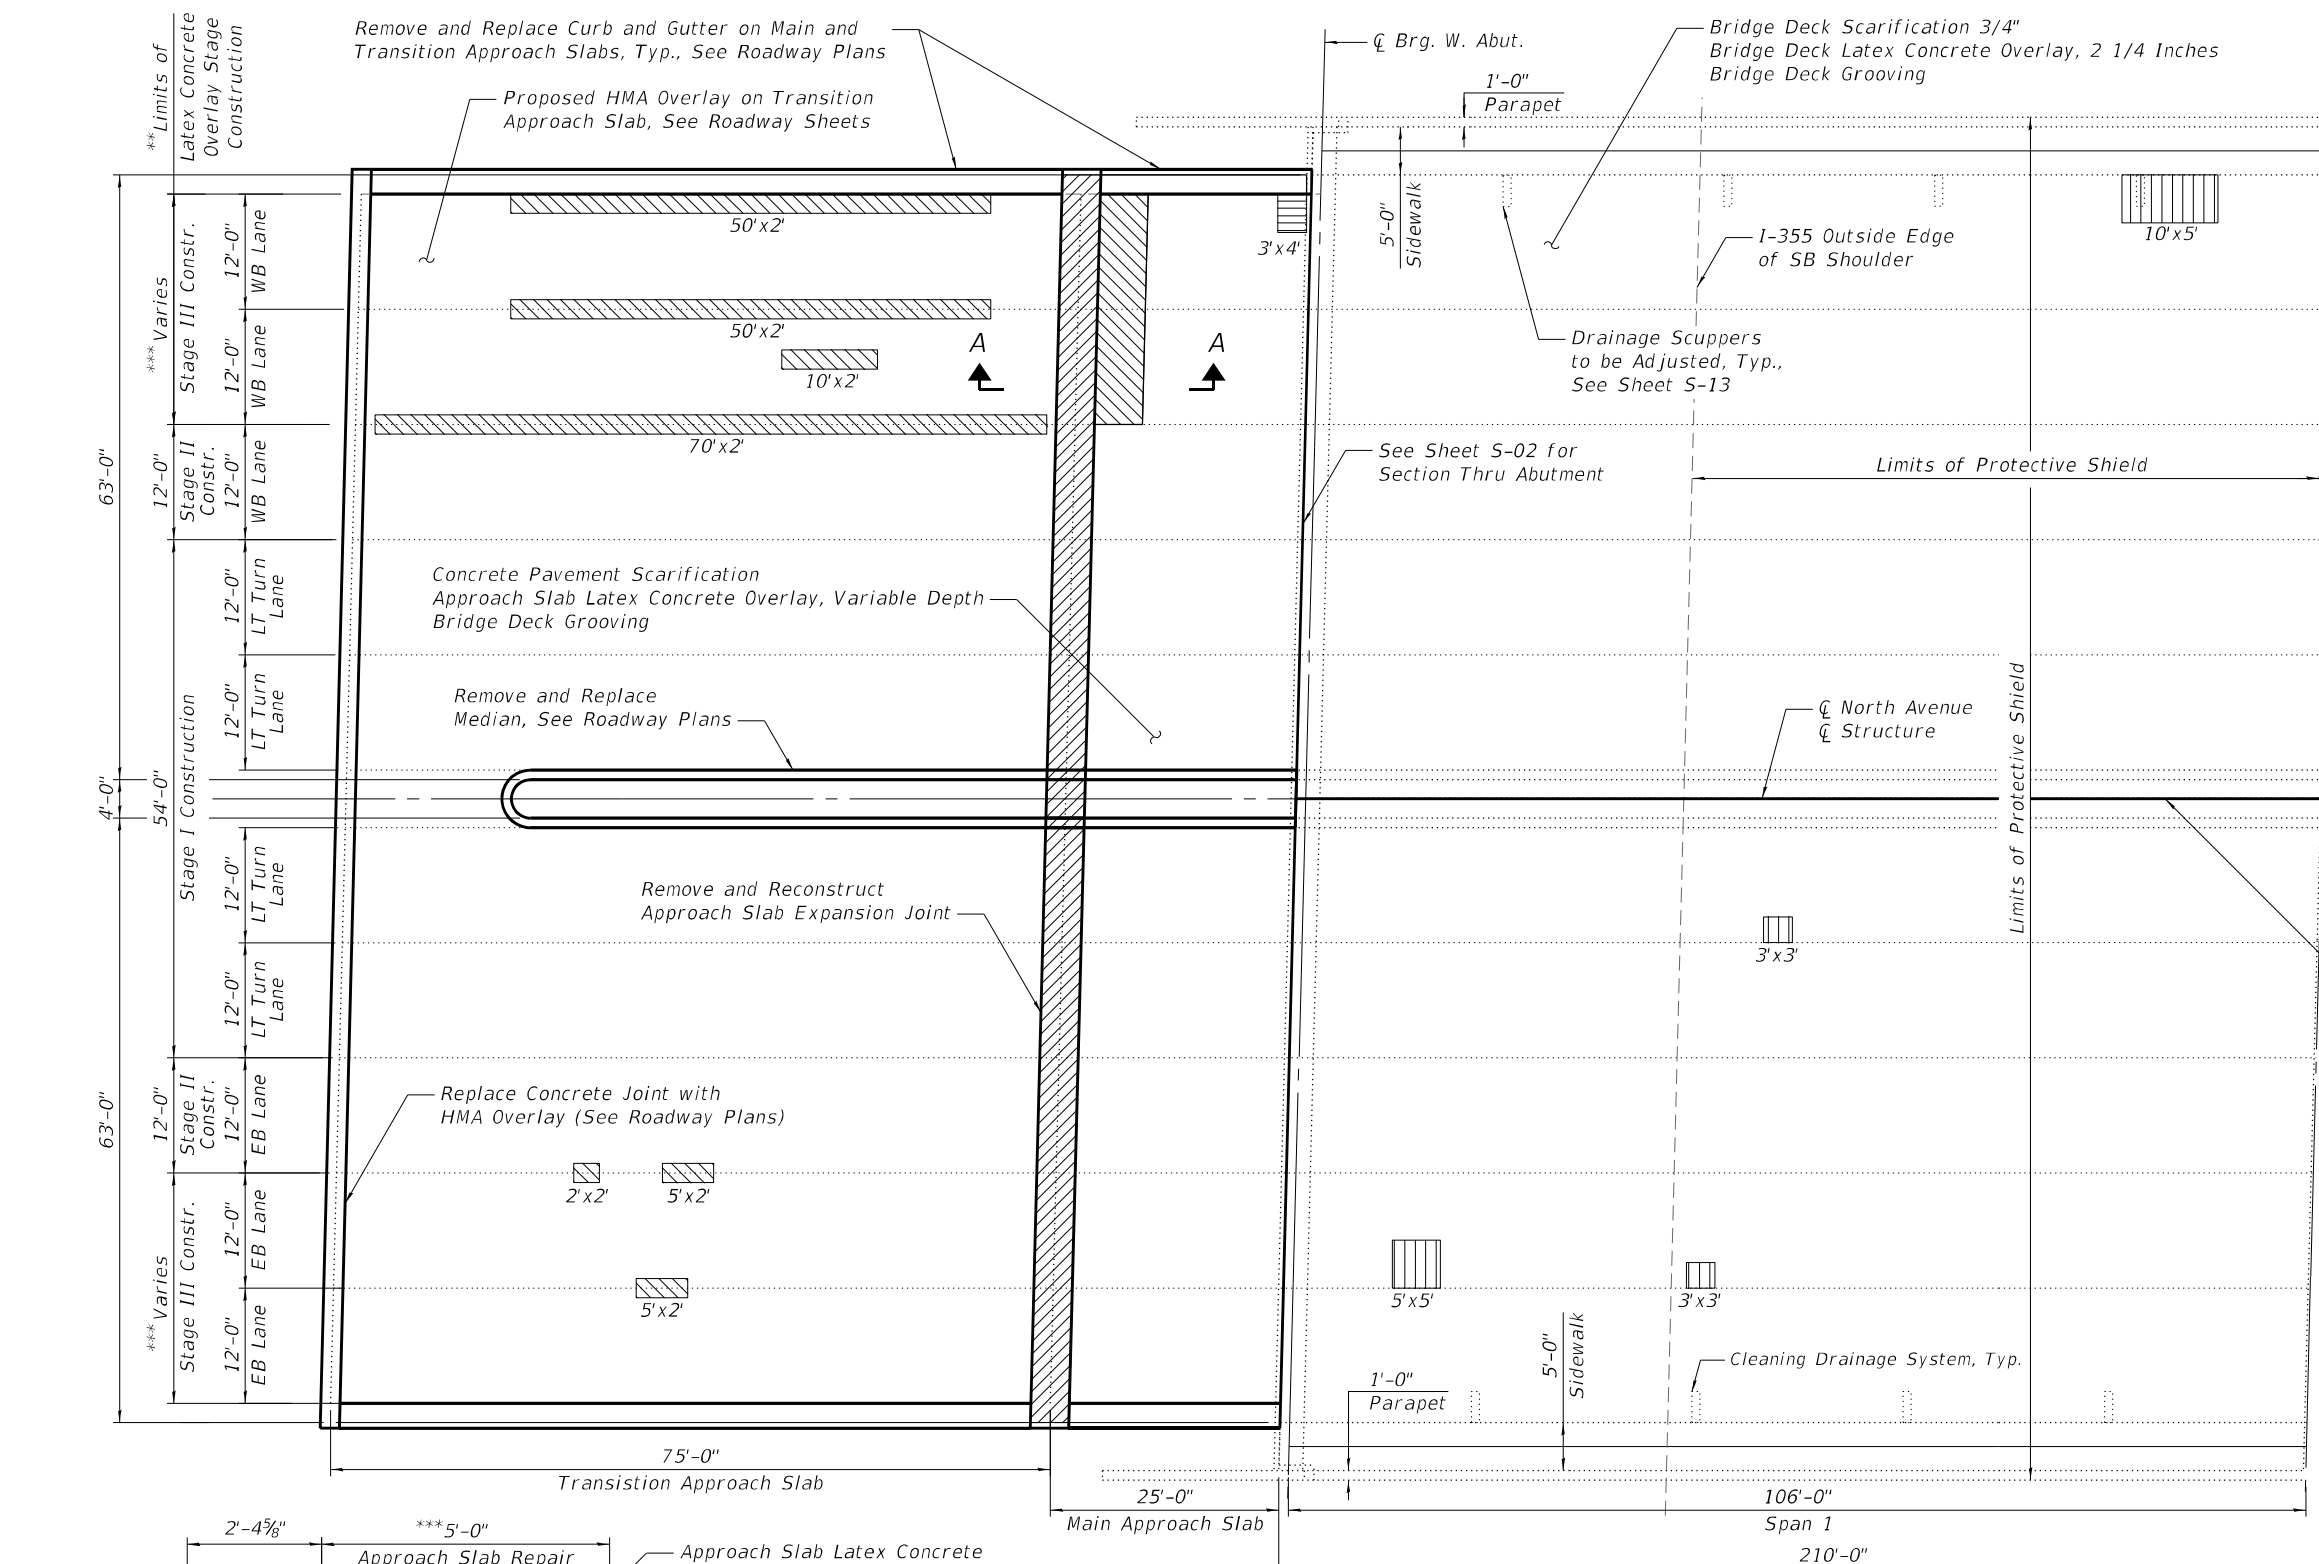 **Limits of
Latex Concrete
Overlay Stage
Construction
Remove and Replace Curb and Gutter on Main and
Transition Approach Slabs, Typ., See Roadway Plans
Proposed HMA Overlay on Transition
Approach Slab, See Roadway Sheets
℄ Brg. W. Abut.
1'-0"
Parapet
Bridge Deck Scarification 3/4"
Bridge Deck Latex Concrete Overlay, 2 1/4 Inches
Bridge Deck Grooving
50'x2'
3'x4'
5'-0"
Sidewalk
I-355 Outside Edge
of SB Shoulder
10'x5'
50'x2'
10'x2'
A
A
Drainage Scuppers
to be Adjusted, Typ.,
See Sheet S-13
70'x2'
See Sheet S-02 for
Section Thru Abutment
Limits of Protective Shield
63'-0"
***Varies
Stage III Constr.
12'-0"
WB Lane
12'-0"
WB Lane
12'-0"
Stage II
Constr.
12'-0"
WB Lane
12'-0"
LT Turn
Lane
12'-0"
LT Turn
Lane
Concrete Pavement Scarification
Approach Slab Latex Concrete Overlay, Variable Depth
Bridge Deck Grooving
Remove and Replace
Median, See Roadway Plans
℄ North Avenue
℄ Structure
Limits of Protective Shield
4'-0"
54'-0"
Stage I Construction
12'-0"
LT Turn
Lane
12'-0"
LT Turn
Lane
Remove and Reconstruct
Approach Slab Expansion Joint
3'x3'
63'-0"
12'-0"
Stage II
Constr.
12'-0"
EB Lane
Replace Concrete Joint with
HMA Overlay (See Roadway Plans)
2'x2'
5'x2'
***Varies
Stage III Constr.
12'-0"
EB Lane
12'-0"
EB Lane
5'x2'
5'x5'
3'x3'
1'-0"
Parapet
5'-0"
Sidewalk
Cleaning Drainage System, Typ.
75'-0"
Transistion Approach Slab
25'-0"
Main Approach Slab
106'-0"
Span 1
210'-0"
2'-4⅝"
***5'-0"
Approach Slab Repair
Approach Slab Latex Concrete